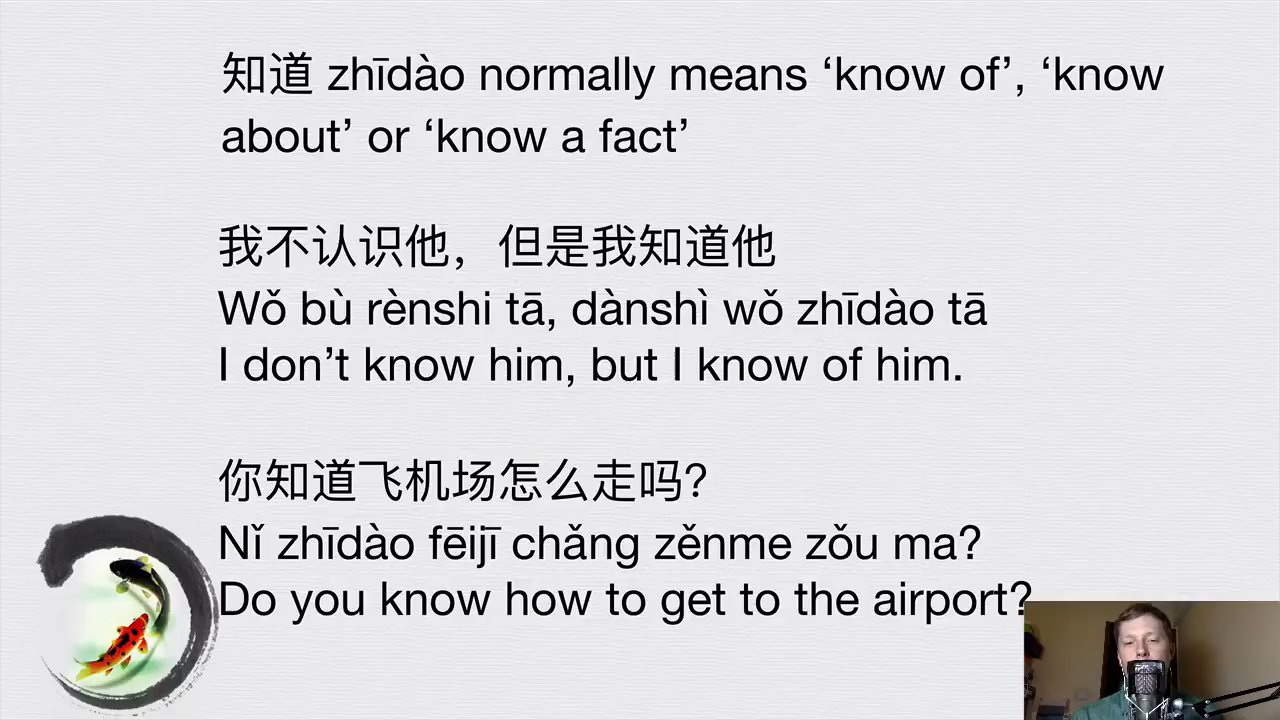 知道 zhīdào normally means ‘know of’, ‘know
about’ or ‘know a fact’
我不认识他，但是我知道他
Wǒ bù rènshi tā, dànshì wǒ zhīdào tā
I don’t know him, but I know of him.
你知道飞机场怎么走吗？
Nǐ zhīdào fēijī chǎng zěnme zǒu ma?
Do you know how to get to the airport?